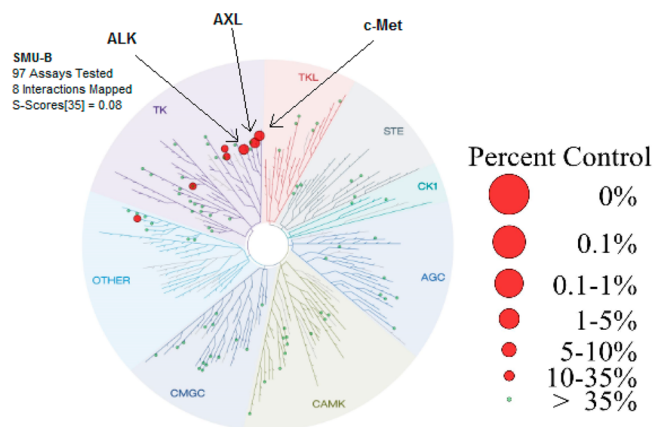 AXL
ALK
c-Met
SMU-B
97 Assays Tested
8 Interactions Mapped
S-Scores[35] = 0.08
TKL
TK
STE
CK1
AGC
OTHER
CMGC
CAMK
Percent Control
0%
0.1%
0.1-1%
1-5%
5-10%
10-35%
> 35%